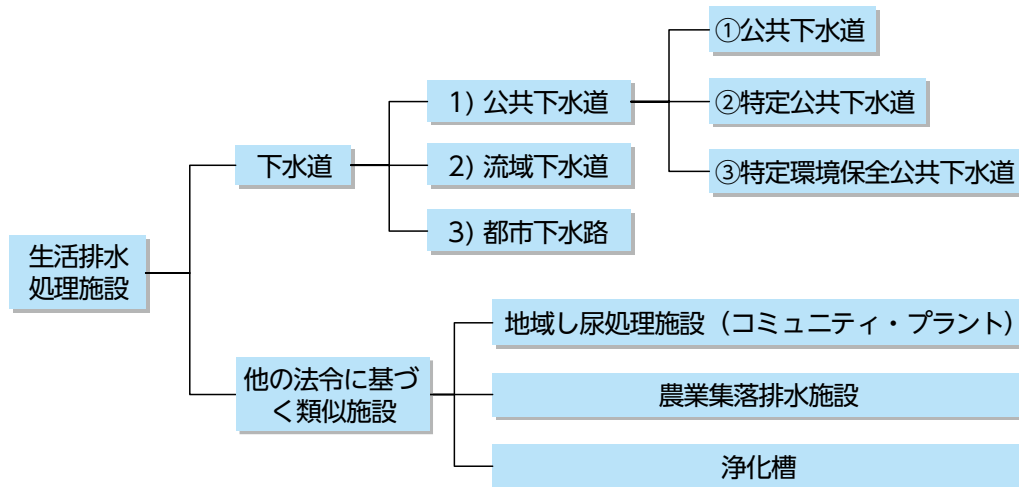 生活排水
処理施設
下水道
1) 公共下水道
①公共下水道
②特定公共下水道
③特定環境保全公共下水道
2) 流域下水道
3) 都市下水路
他の法令に基づ
く類似施設
地域し尿処理施設（コミュニティ・プラント）
農業集落排水施設
浄化槽